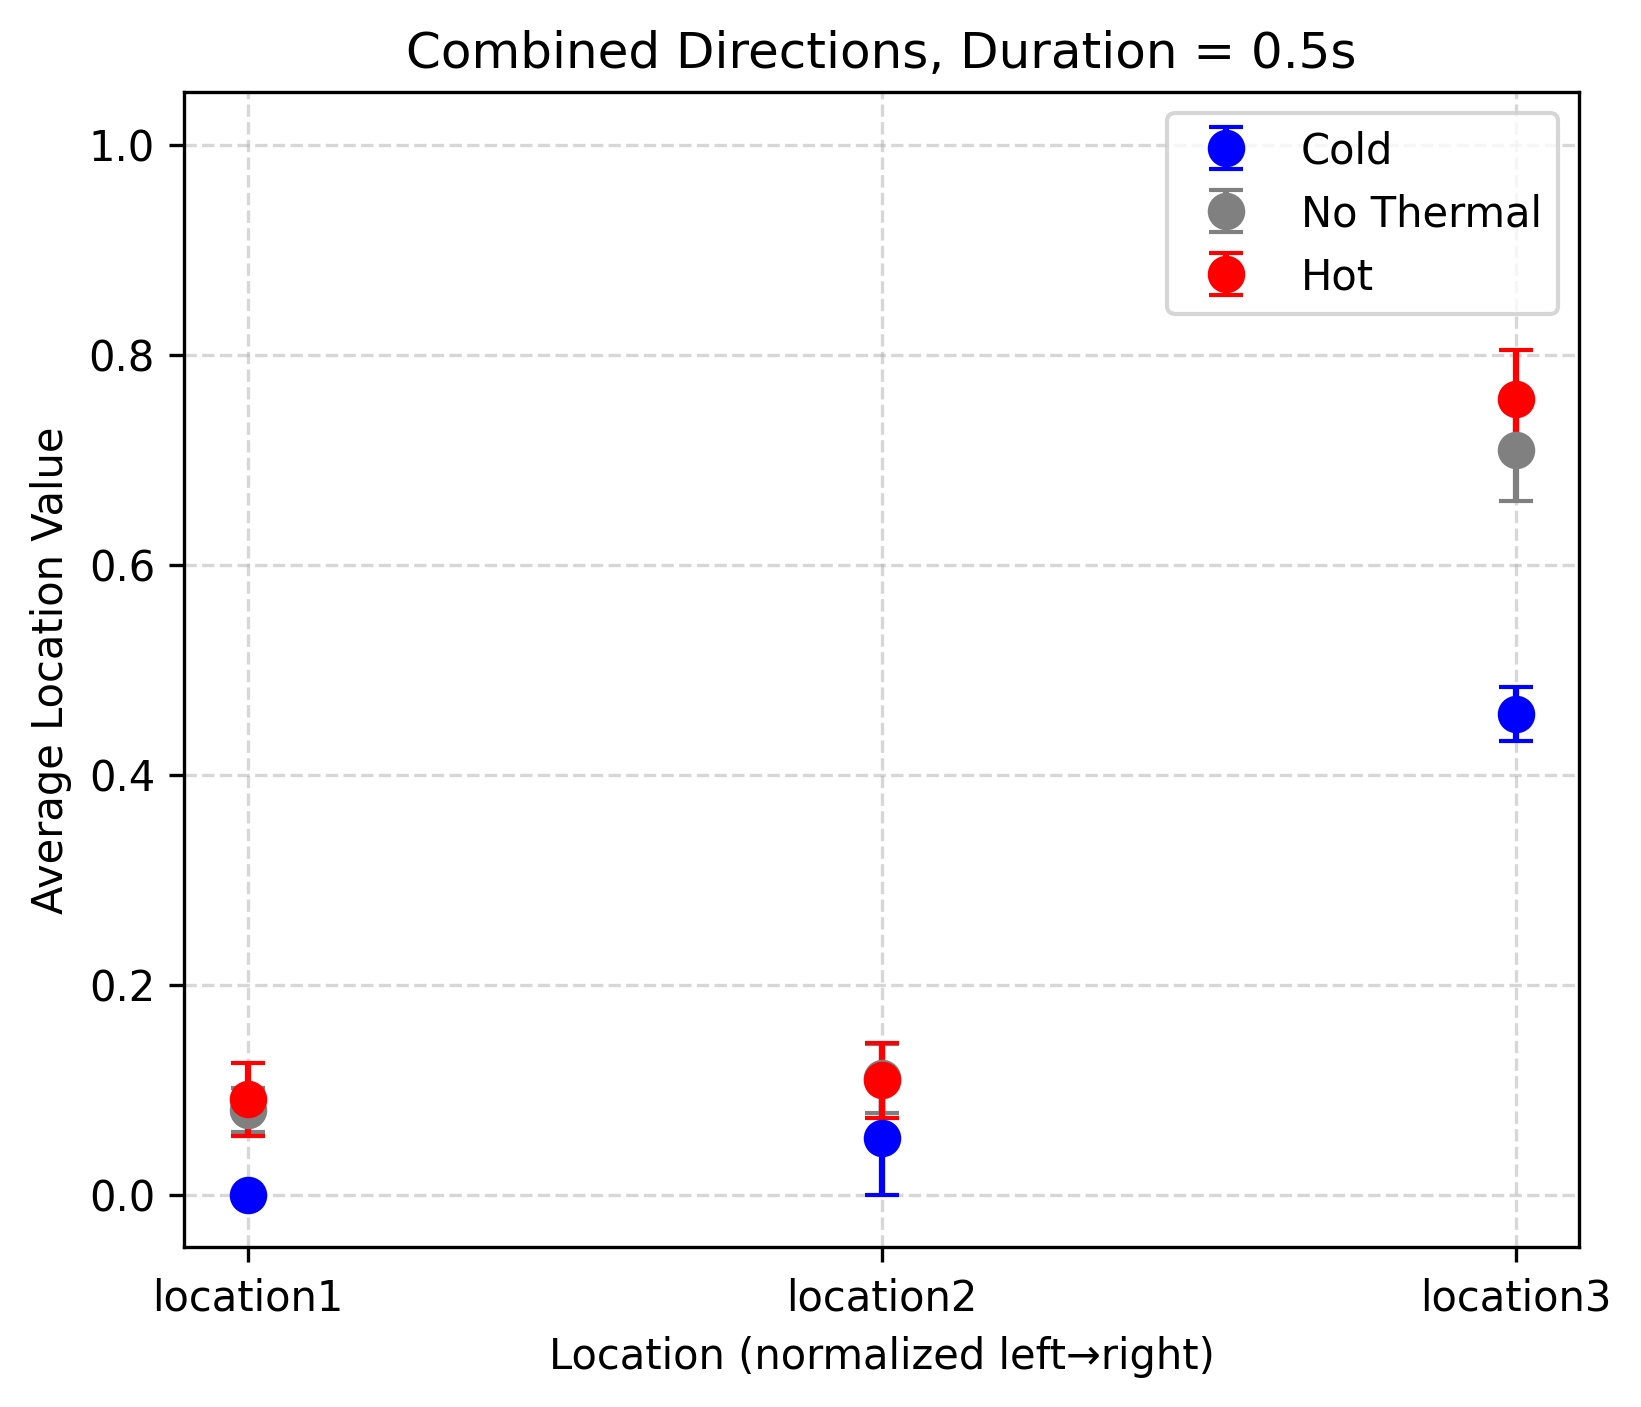 Combined Directions, Duration = 0.5s
Cold
No Thermal
Hot
1.0
0.8
0.6
0.4
0.2
0.0
Average Location Value
location1 location2 location3
Location (normalized left→right)